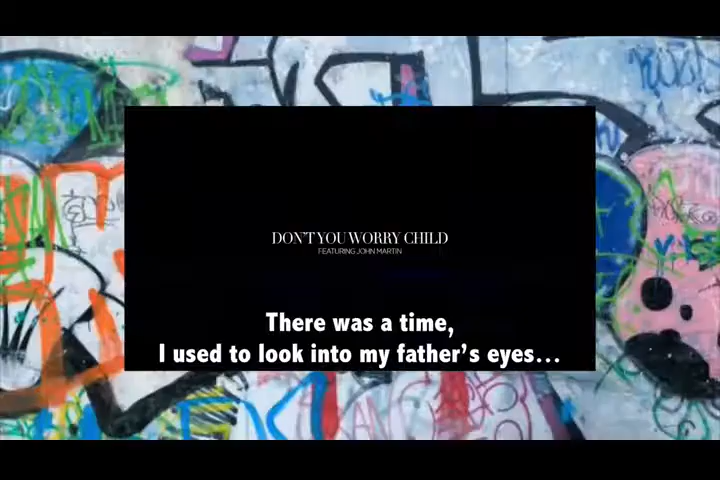 DON'T YOU WORRY CHILD
FEATURING JOHN MARTIN
There was a time,
I used to look into my father's eyes...